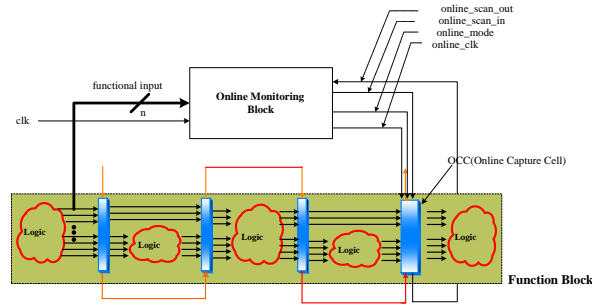 online_scan_out
online_scan_in
online_mode
online_clk
functional input
n
clk
Online Monitoring
Block
OCC(Online Capture Cell)
Logic
Logic
Logic
Logic
Logic
Function Block